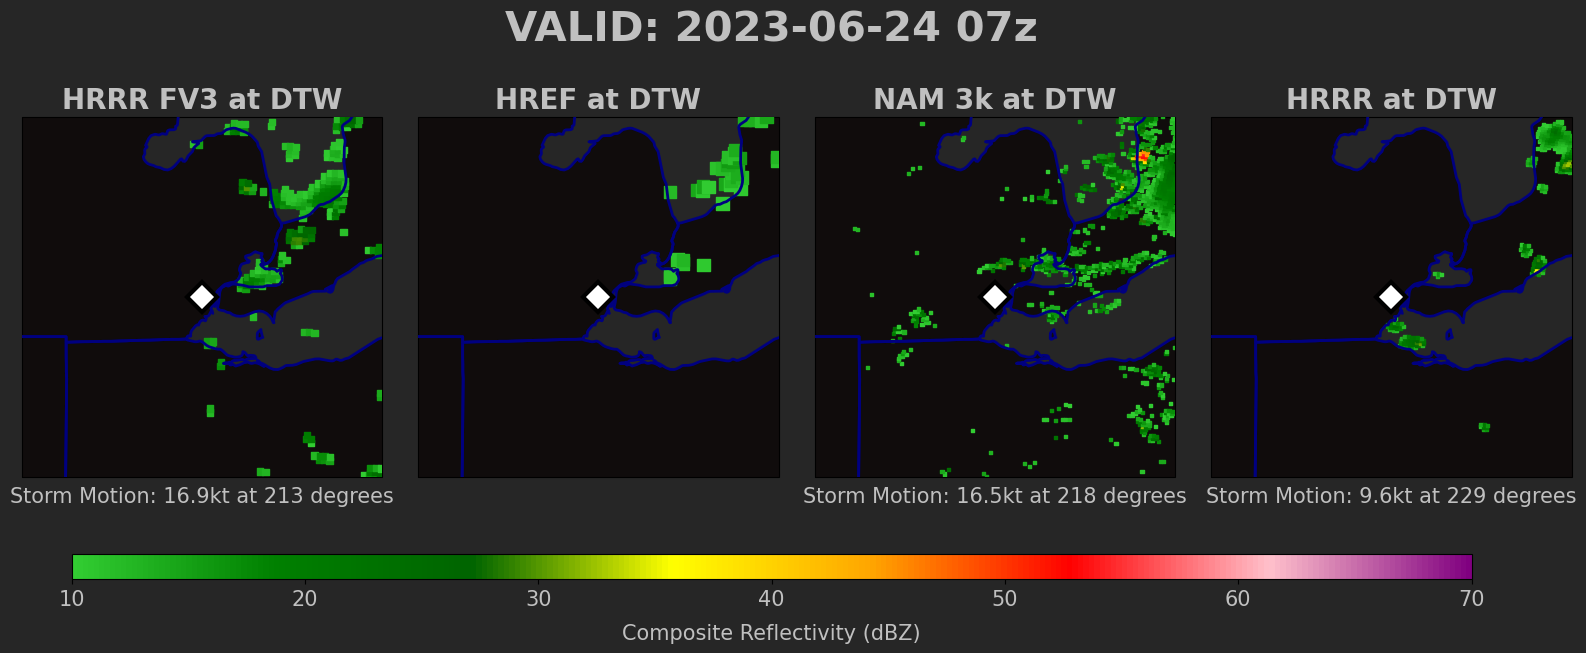 VALID: 2023-06-24 07z
HRRR FV3 at DTW
HREF at DTW
NAM 3k at DTW
HRRR at DTW
Storm Motion: 16.9kt at 213 degrees
Storm Motion: 16.5kt at 218 degrees
Storm Motion: 9.6kt at 229 degrees
10 20 30 40 50 60 70
Composite Reflectivity (dBZ)